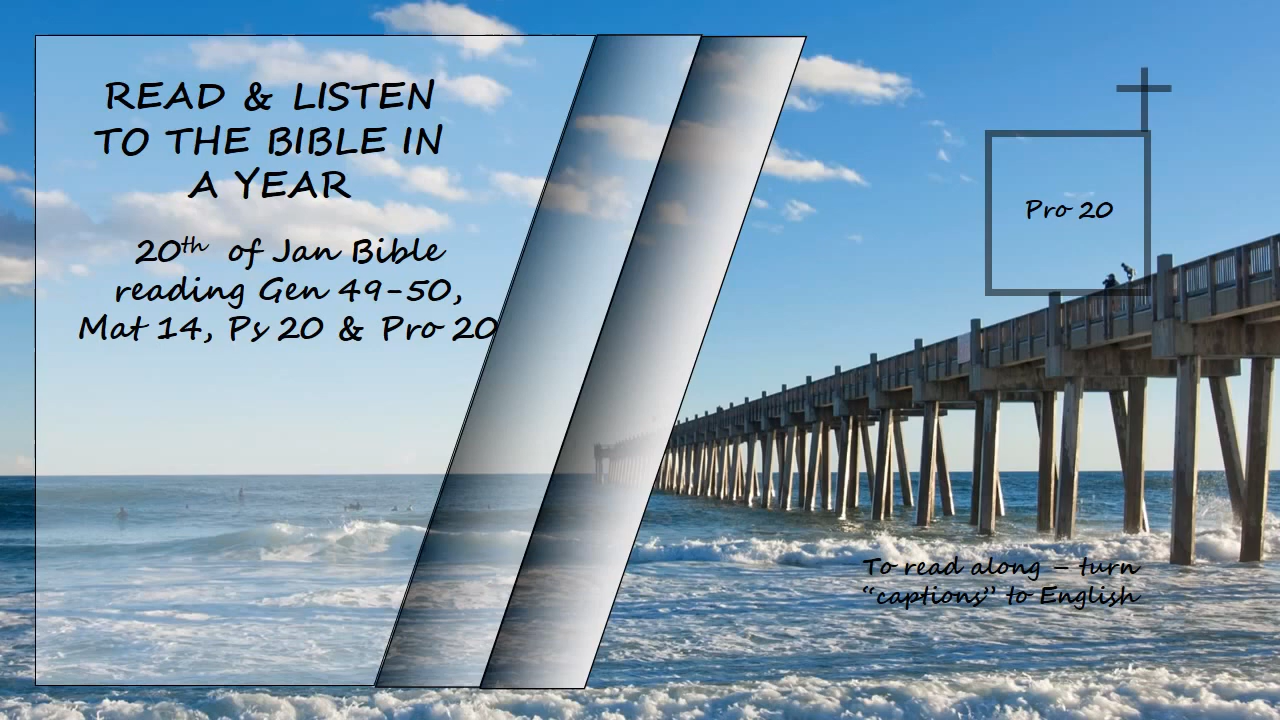 READ & LISTEN
TO THE BIBLE IN
A YEAR
20th of Jan Bible
reading Gen 49-50,
Mat 14, Ps 20 & Pro 20
Pro 20
To read along – turn
“captions” to English